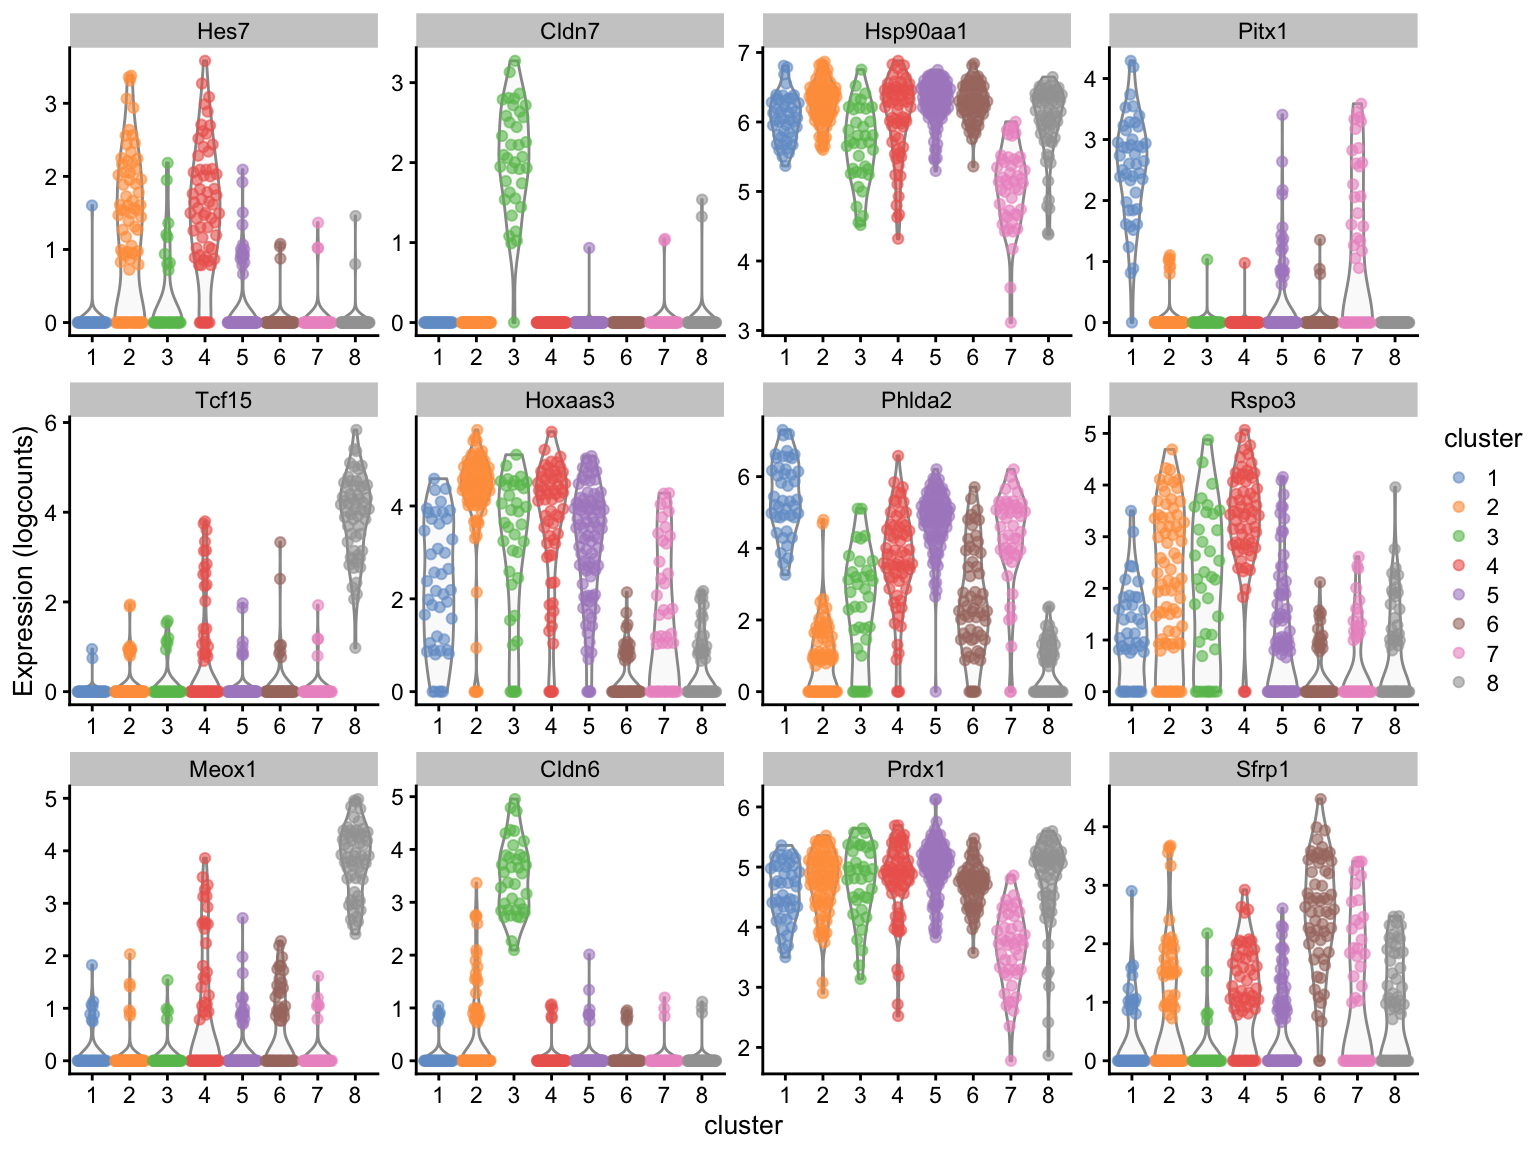 Hes7 Cldn7 Hsp90aa1 Pitx1
3 2 1 0
3 2 1 0
7 6 5 4 3
4 3 2 1 0
1 2 3 4 5 6 7 8
1 2 3 4 5 6 7 8
1 2 3 4 5 6 7 8
1 2 3 4 5 6 7 8
Tcf15 Hoxaas3 Phlda2 Rspo3
6 4 2 0
4 2 0
6 4 2 0
5 4 3 2 1 0
1 2 3 4 5 6 7 8
1 2 3 4 5 6 7 8
1 2 3 4 5 6 7 8
1 2 3 4 5 6 7 8
Meox1 Cldn6 Prdx1 Sfrp1
5 4 3 2 1 0
5 4 3 2 1 0
6 5 4 3 2
4 3 2 1 0
1 2 3 4 5 6 7 8
1 2 3 4 5 6 7 8
1 2 3 4 5 6 7 8
1 2 3 4 5 6 7 8
Expression (logcounts)
cluster
cluster
1
2
3
4
5
6
7
8